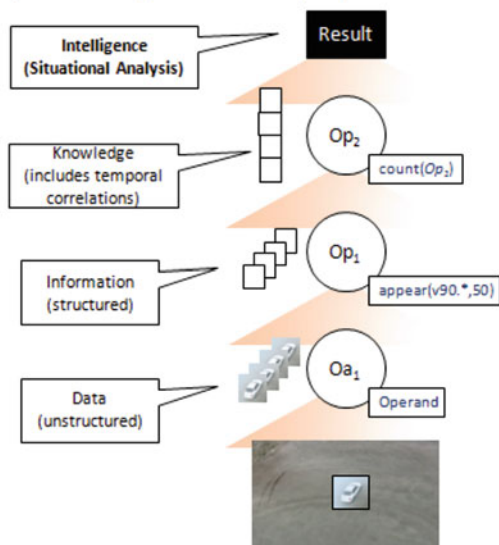 Intelligence
(Situational Analysis)
Result
Knowledge
(includes temporal
correlations)
Op₂
count(Op₂)
Information
(structured)
Op₁
appear(v90.*,50)
Data
(unstructured)
Oa₁
Operand